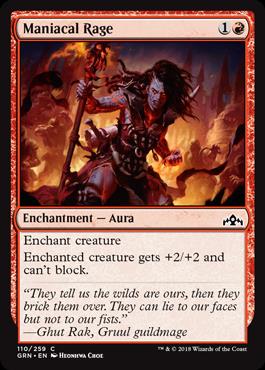 Maniacal Rage 1
Enchantment — Aura
Enchant creature
Enchanted creature gets +2/+2 and
can't block.
"They tell us the wilds are ours, then they
brick them over. They can lie to our faces
but not to our fists."
—Ghut Rak, Gruul guildmage
110/259 C
GRN • EN HEONHWA CHOE ™ & © 2018 Wizards of the Coast